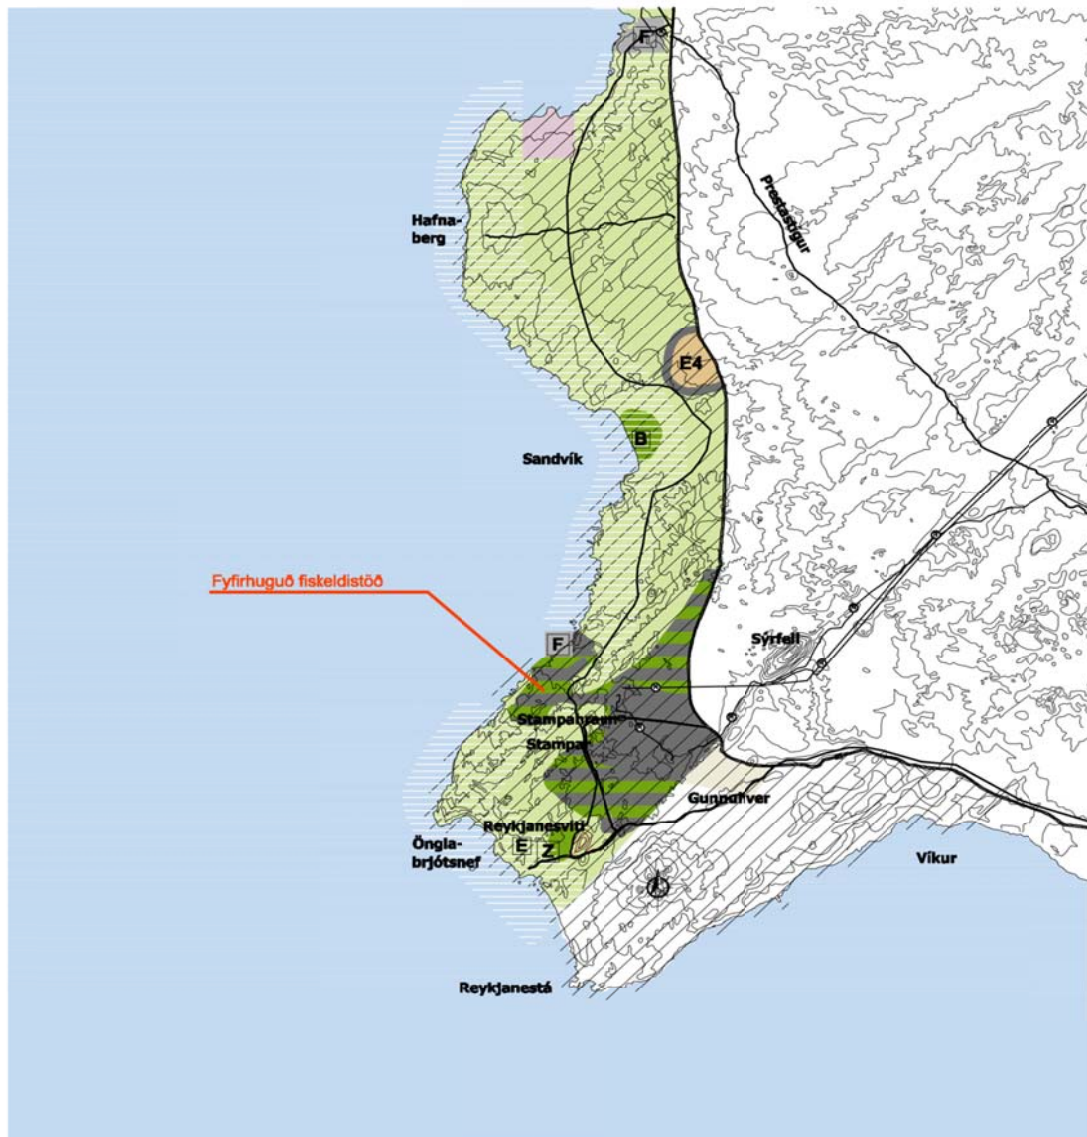 F
Prestastígur
Hafna-
berg
E4
B
Sandvík
Fyfirhuguð fiskeldistöð
F
Sýrfell
Stampahraun
Stampar
Gunnuhver
Reykjanesviti
E
Z
Öngla-
brjótsnef
Víkur
Reykjanestá